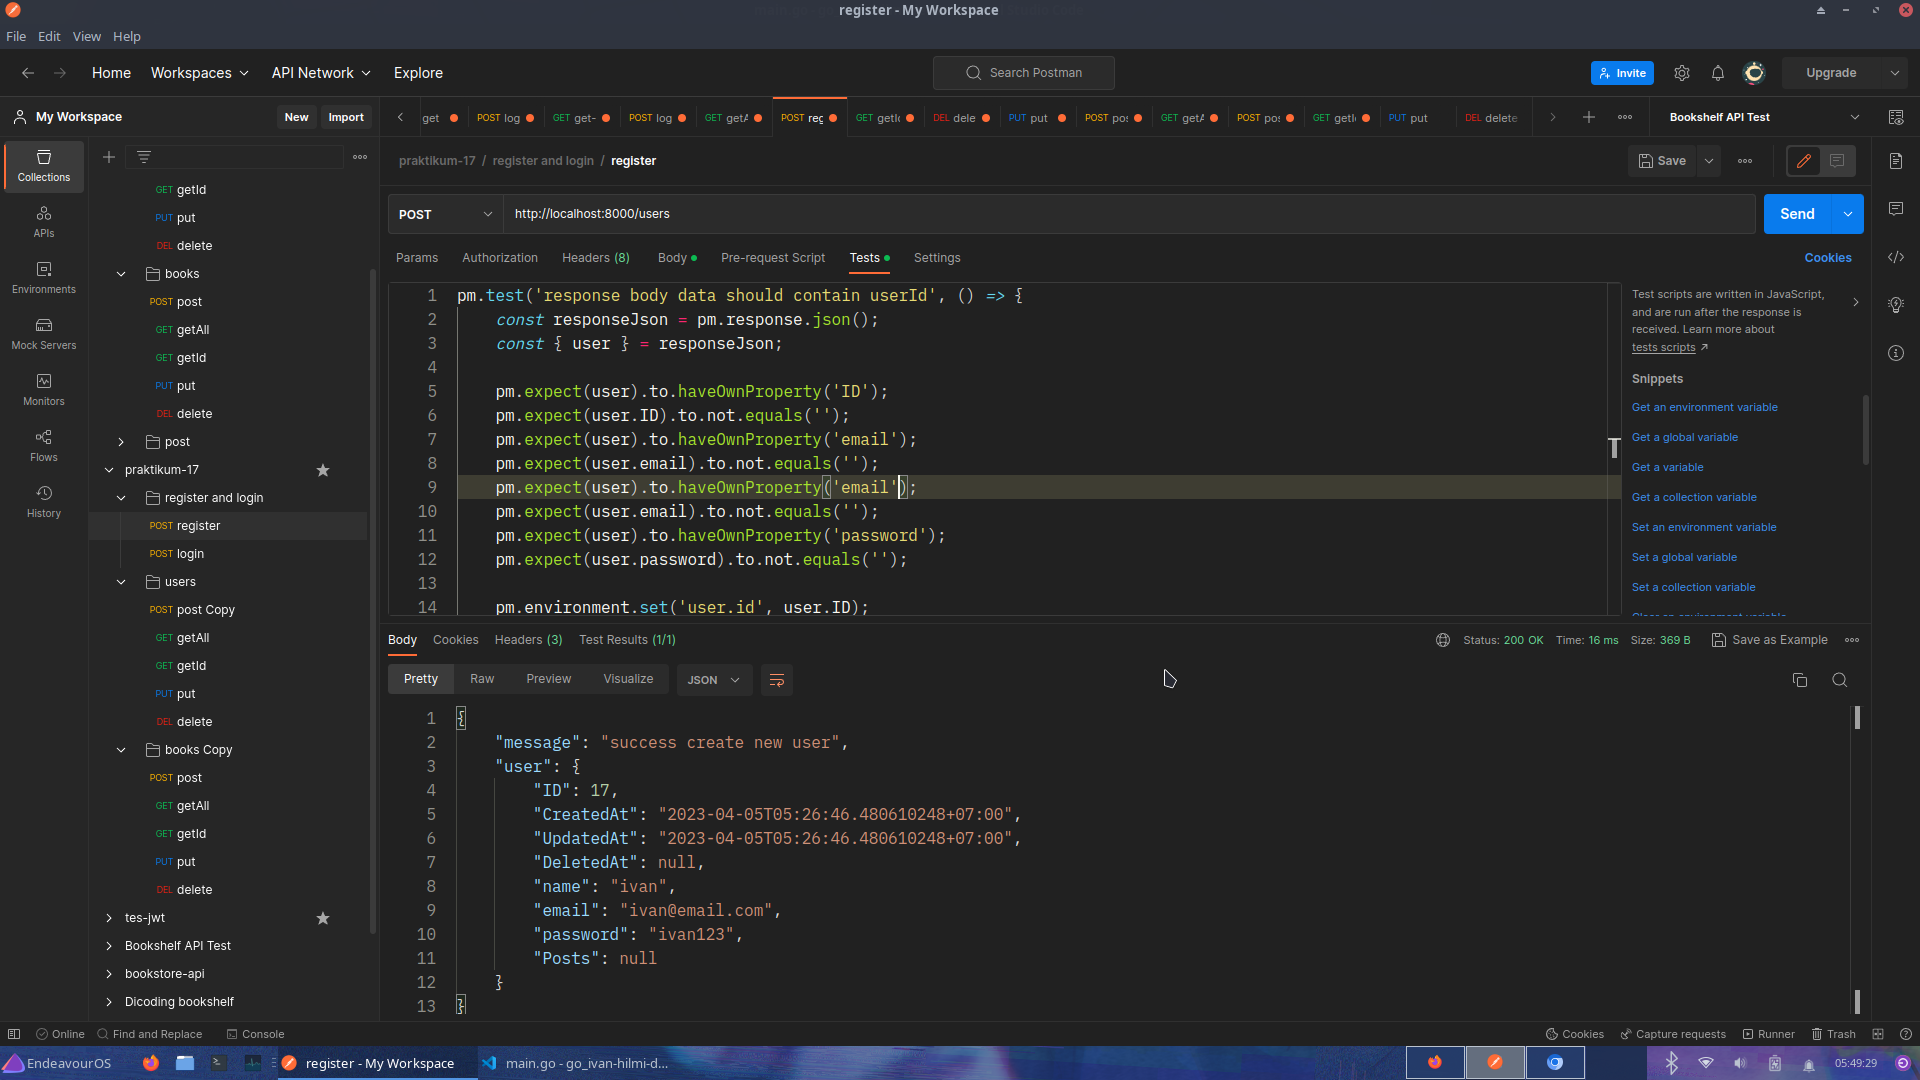 register - My Workspace
File Edit View Help
Home Workspaces API Network Explore
Search Postman
Invite
Upgrade
My Workspace
New Import
get
POST log
GET get-
POST log
GET getA
POST reg
GET getIc
DEL dele
PUT put
POST pos
GET getA
POST pos
GET getI
PUT put
DEL delete
Bookshelf API Test
Collections
APIs
Environments
Mock Servers
Monitors
Flows
History
GET getId
PUT put
DEL delete
books
POST post
GET getAll
GET getId
PUT put
DEL delete
post
praktikum-17
register and login
POST register
POST login
users
POST post Copy
GET getAll
GET getId
PUT put
DEL delete
books Copy
POST post
GET getAll
GET getId
PUT put
DEL delete
tes-jwt
Bookshelf API Test
bookstore-api
Dicoding bookshelf
praktikum-17 / register and login / register
Save
POST http://localhost:8000/users
Send
Params Authorization Headers (8) Body Pre-request Script Tests Settings
Cookies
1 pm.test('response body data should contain userId', () => {
2 const responseJson = pm.response.json();
3 const { user } = responseJson;
4
5 pm.expect(user).to.haveOwnProperty('ID');
6 pm.expect(user.ID).to.not.equals('');
7 pm.expect(user).to.haveOwnProperty('email');
8 pm.expect(user.email).to.not.equals('');
9 pm.expect(user).to.haveOwnProperty('email');
10 pm.expect(user.email).to.not.equals('');
11 pm.expect(user).to.haveOwnProperty('password');
12 pm.expect(user.password).to.not.equals('');
13
14 pm.environment.set('user.id', user.ID);
Test scripts are written in JavaScript,
and are run after the response is
received. Learn more about
tests scripts ↗
Snippets
Get an environment variable
Get a global variable
Get a variable
Get a collection variable
Set an environment variable
Set a global variable
Set a collection variable
Body Cookies Headers (3) Test Results (1/1)
Status: 200 OK Time: 16 ms Size: 369 B Save as Example
Pretty Raw Preview Visualize JSON
1 {
2 "message": "success create new user",
3 "user": {
4 "ID": 17,
5 "CreatedAt": "2023-04-05T05:26:46.480610248+07:00",
6 "UpdatedAt": "2023-04-05T05:26:46.480610248+07:00",
7 "DeletedAt": null,
8 "name": "ivan",
9 "email": "ivan@email.com",
10 "password": "ivan123",
11 "Posts": null
12 }
13 }
Online Find and Replace Console
Cookies Capture requests Runner Trash
EndeavourOS
register - My Workspace
main.go - go_ivan-hilmi-d...
05:49:29